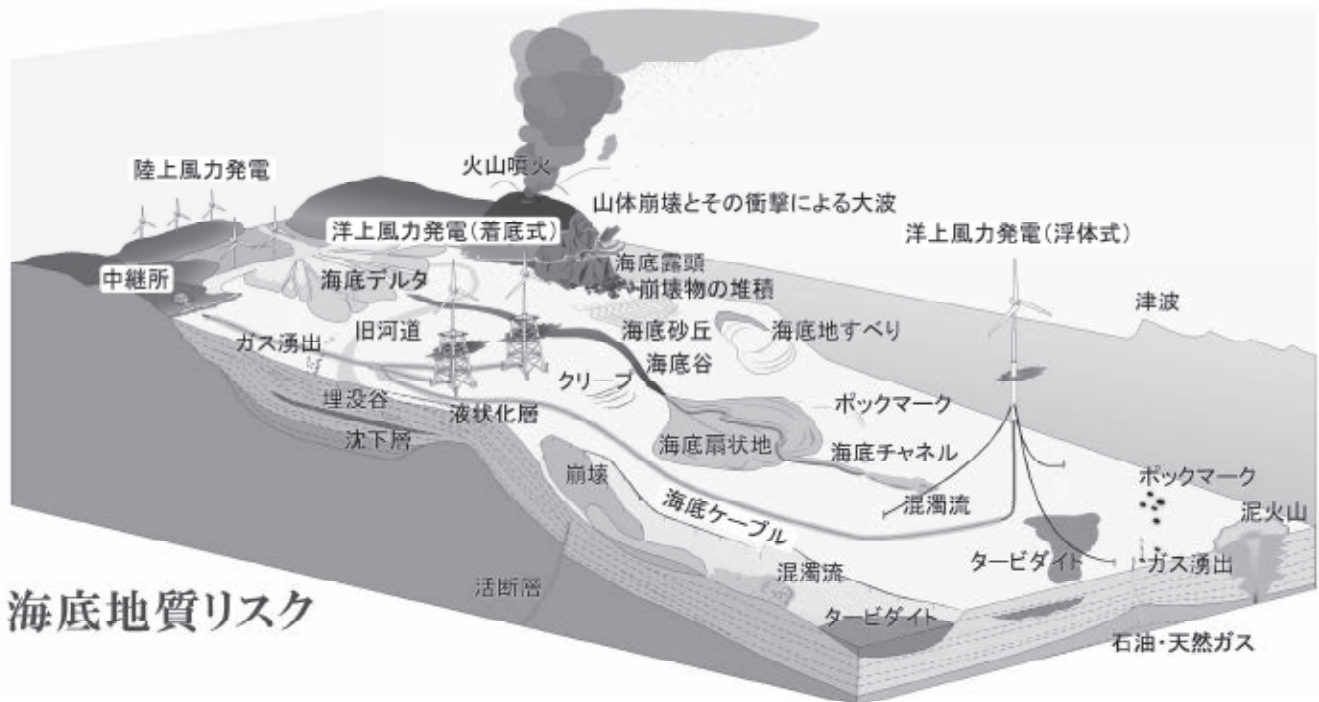 火山噴火
陸上風力発電
山体崩壊とその衝撃による大波
洋上風力発電(着底式)
洋上風力発電(浮体式)
海底露頭
中継所
海底デルタ
崩壊物の堆積
津波
旧河道
海底砂丘
海底地すべり
ガス湧出
海底谷
クリープ
埋没谷
液状化層
ポックマーク
沈下層
海底扇状地
海底チャネル
崩壊
ポックマーク
海底ケーブル
混濁流
泥火山
タービダイト
ガス湧出
混濁流
活断層
海底地質リスク
タービダイト
石油・天然ガス